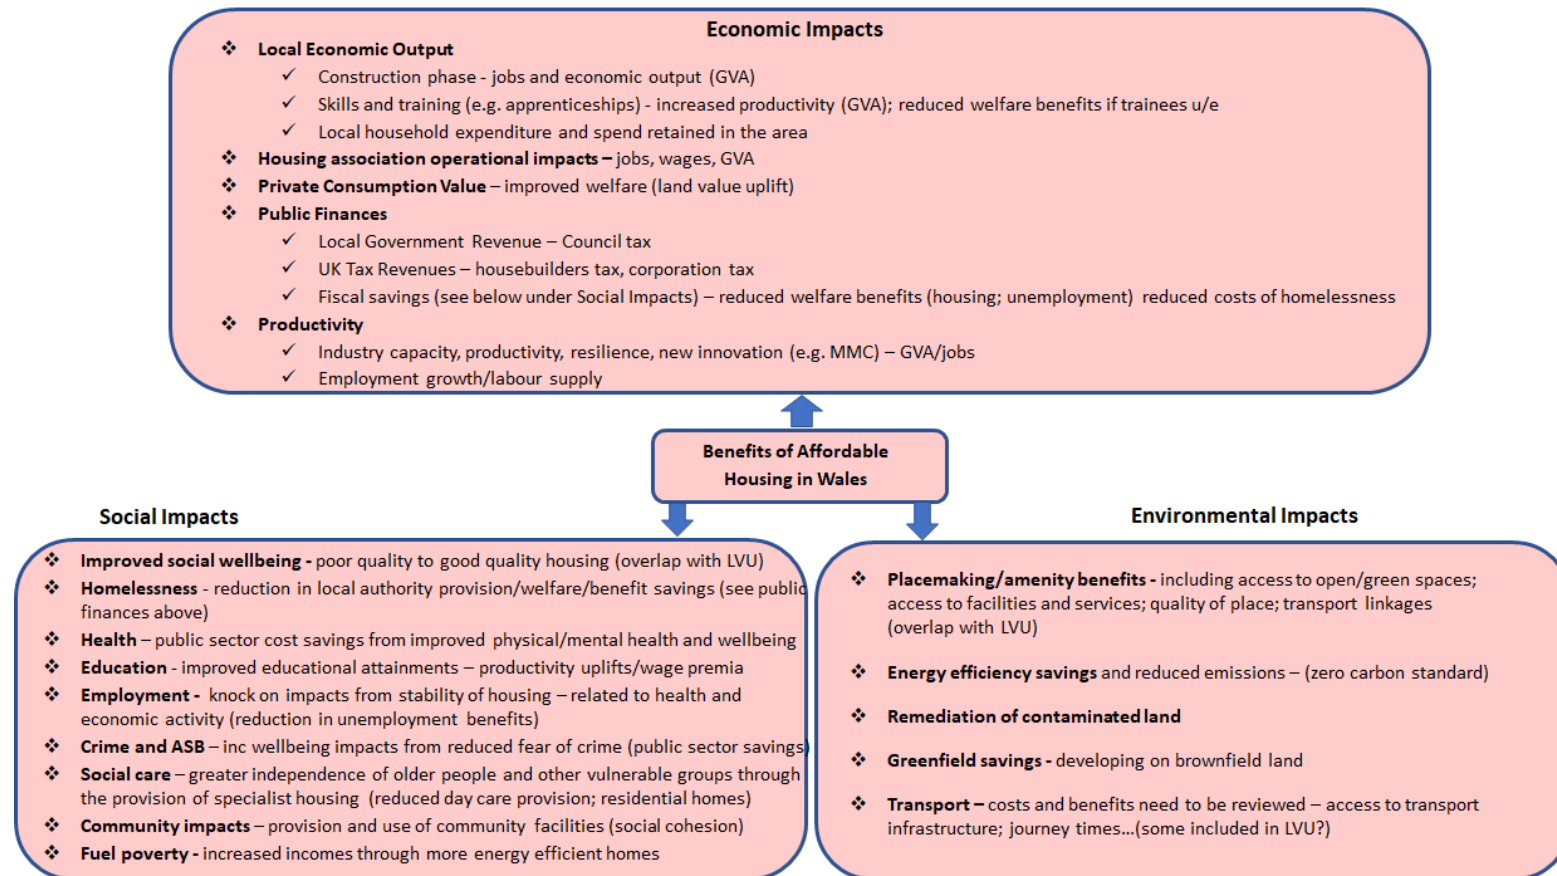 Economic Impacts
❖ Local Economic Output
✓ Construction phase - jobs and economic output (GVA)
✓ Skills and training (e.g. apprenticeships) - increased productivity (GVA); reduced welfare benefits if trainees u/e
✓ Local household expenditure and spend retained in the area
❖ Housing association operational impacts – jobs, wages, GVA
❖ Private Consumption Value – improved welfare (land value uplift)
❖ Public Finances
✓ Local Government Revenue – Council tax
✓ UK Tax Revenues – housebuilders tax, corporation tax
✓ Fiscal savings (see below under Social Impacts) – reduced welfare benefits (housing; unemployment) reduced costs of homelessness
❖ Productivity
✓ Industry capacity, productivity, resilience, new innovation (e.g. MMC) – GVA/jobs
✓ Employment growth/labour supply
Benefits of Affordable
Housing in Wales
Social Impacts
❖ Improved social wellbeing - poor quality to good quality housing (overlap with LVU)
❖ Homelessness - reduction in local authority provision/welfare/benefit savings (see public
finances above)
❖ Health – public sector cost savings from improved physical/mental health and wellbeing
❖ Education - improved educational attainments – productivity uplifts/wage premia
❖ Employment - knock on impacts from stability of housing – related to health and
economic activity (reduction in unemployment benefits)
❖ Crime and ASB – inc wellbeing impacts from reduced fear of crime (public sector savings)
❖ Social care – greater independence of older people and other vulnerable groups through
the provision of specialist housing (reduced day care provision; residential homes)
❖ Community impacts – provision and use of community facilities (social cohesion)
❖ Fuel poverty - increased incomes through more energy efficient homes
Environmental Impacts
❖ Placemaking/amenity benefits - including access to open/green spaces;
access to facilities and services; quality of place; transport linkages
(overlap with LVU)
❖ Energy efficiency savings and reduced emissions – (zero carbon standard)
❖ Remediation of contaminated land
❖ Greenfield savings - developing on brownfield land
❖ Transport – costs and benefits need to be reviewed – access to transport
infrastructure; journey times...(some included in LVU?)